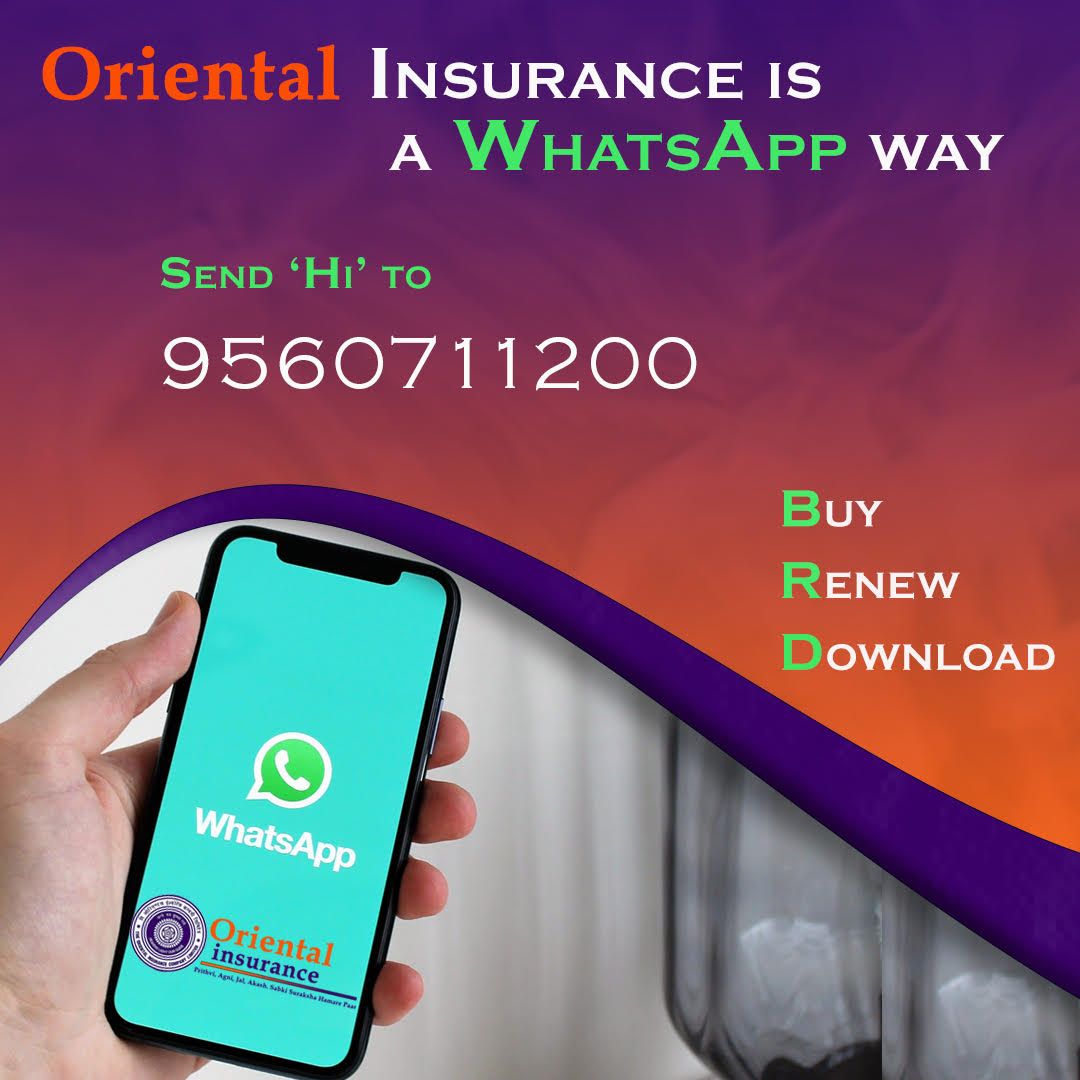 Oriental INSURANCE IS
A WHATSAPP WAY
SEND ‘HI’ TO
9560711200
BUY
RENEW
DOWNLOAD
WhatsApp
Oriental
insurance
Prithvi, Agni, Jal, Akash, Sabki Suraksha Hamare Paas